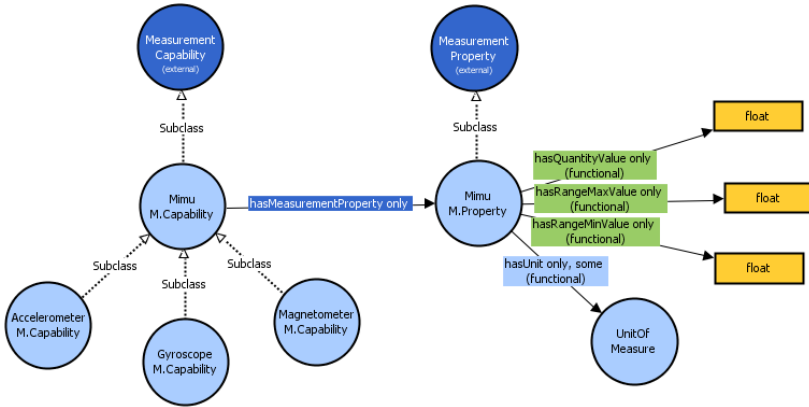 Measurement
Capability
(external)
Measurement
Property
(external)
Subclass
Subclass
float
hasQuantityValue only
(functional)
Mimu
M.Capability
hasMeasurementProperty only
Mimu
M.Property
hasRangeMaxValue only
(functional)
float
hasRangeMinValue only
(functional)
float
hasUnit only, some
(functional)
Subclass
Subclass
Subclass
Accelerometer
M.Capability
Gyroscope
M.Capability
Magnetometer
M.Capability
UnitOf
Measure